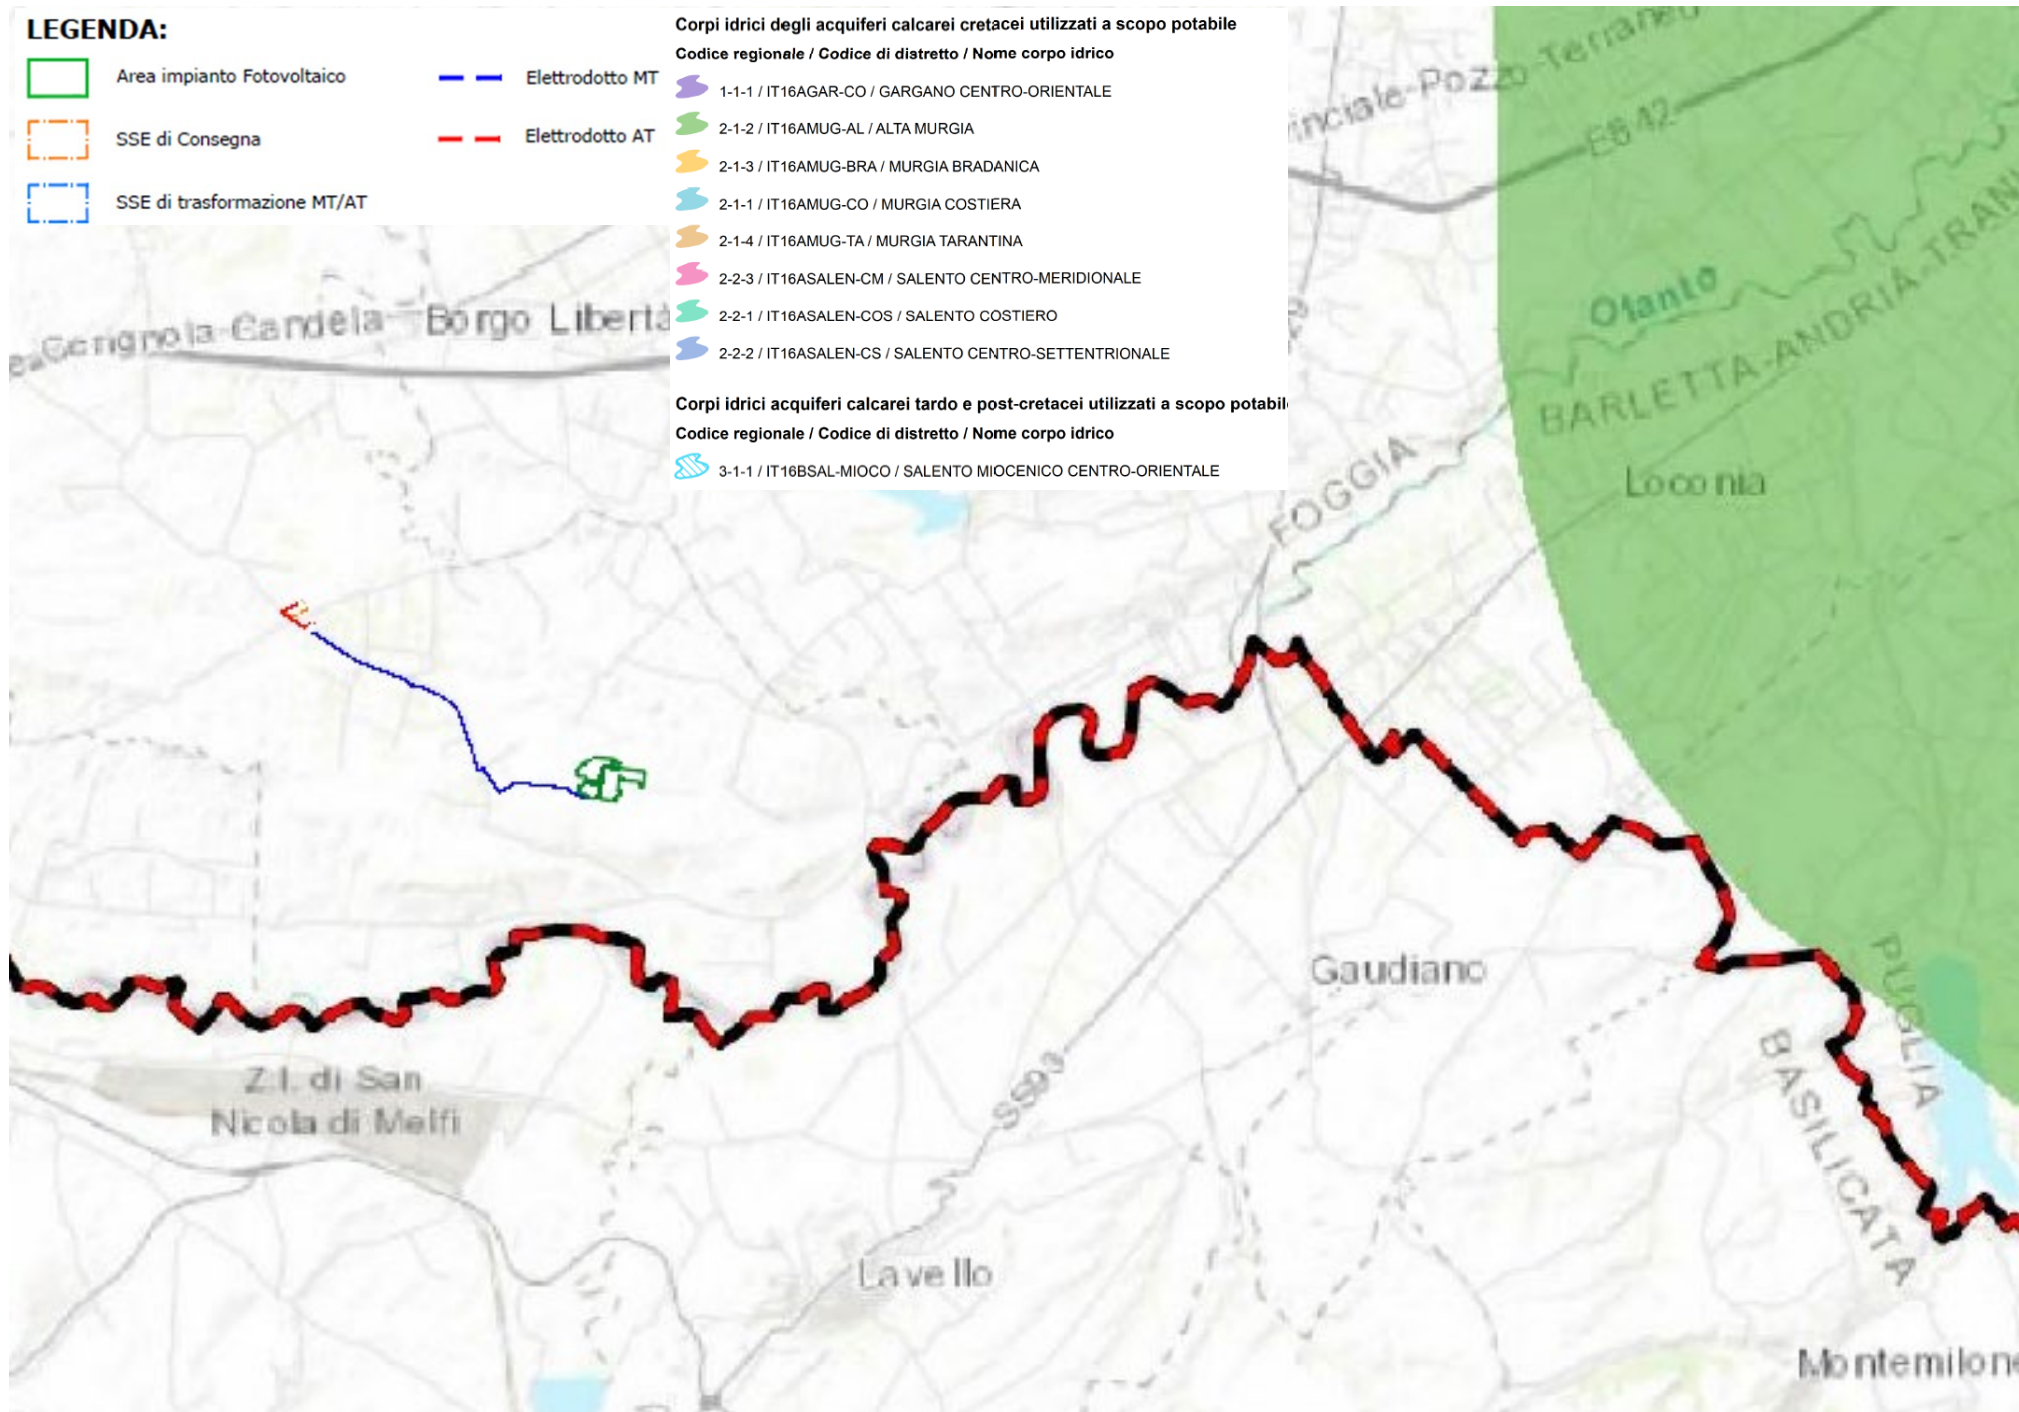 LEGENDA:
Area impianto Fotovoltaico
Elettrodotto MT
SSE di Consegna
Elettrodotto AT
SSE di trasformazione MT/AT
Corpi idrici degli acquiferi calcarei cretacei utilizzati a scopo potabile
Codice regionale / Codice di distretto / Nome corpo idrico
1-1-1 / IT16AGAR-CO / GARGANO CENTRO-ORIENTALE
2-1-2 / IT16AMUG-AL / ALTA MURGIA
2-1-3 / IT16AMUG-BRA / MURGIA BRADANICA
2-1-1 / IT16AMUG-CO / MURGIA COSTIERA
2-1-4 / IT16AMUG-TA / MURGIA TARANTINA
2-2-3 / IT16ASALEN-CM / SALENTO CENTRO-MERIDIONALE
2-2-1 / IT16ASALEN-COS / SALENTO COSTIERO
2-2-2 / IT16ASALEN-CS / SALENTO CENTRO-SETTENTRIONALE
Corpi idrici acquiferi calcarei tardo e post-cretacei utilizzati a scopo potabil
Codice regionale / Codice di distretto / Nome corpo idrico
3-1-1 / IT16BSAL-MIOCO / SALENTO MIOCENICO CENTRO-ORIENTALE
inciale-Pozzo-Terraneo
E842
Cerignola-Candela
Borgo Libertà
Ofanto
BARLETTA-ANDRIA-TRANI
FOGGIA
Loconia
Gaudiano
PUGLIA
BASILICATA
Z.I. di San
Nicola di Melfi
SS93
Lavello
Montemilone